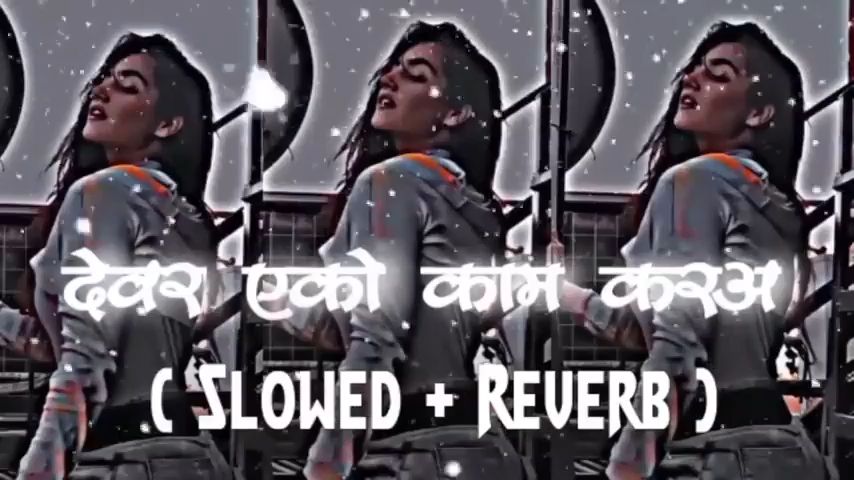 देवर एको काम करअ
( Slowed + Reverb )